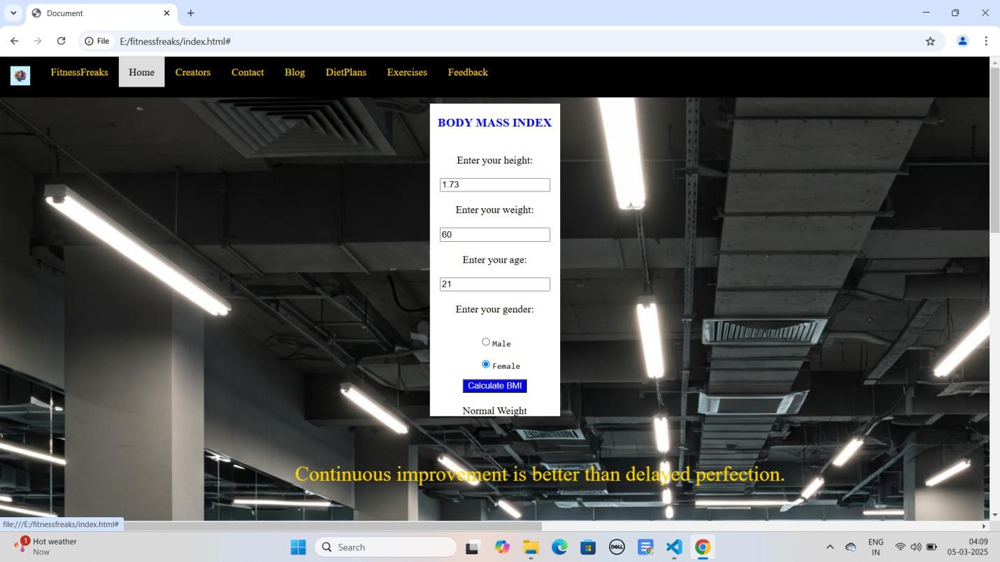 Document
File
E:/fitnessfreaks/index.html#
FitnessFreaks Home Creators Contact Blog DietPlans Exercises Feedback
BODY MASS INDEX
Enter your height:
1.73
Enter your weight:
60
Enter your age:
21
Enter your gender:
Male
Female
Calculate BMI
Normal Weight
Continuous improvement is better than delayed perfection.
file:///E:/fitnessfreaks/index.html#
1
Hot weather
Now
Search
DELL
ENG
IN
04:09
05-03-2025